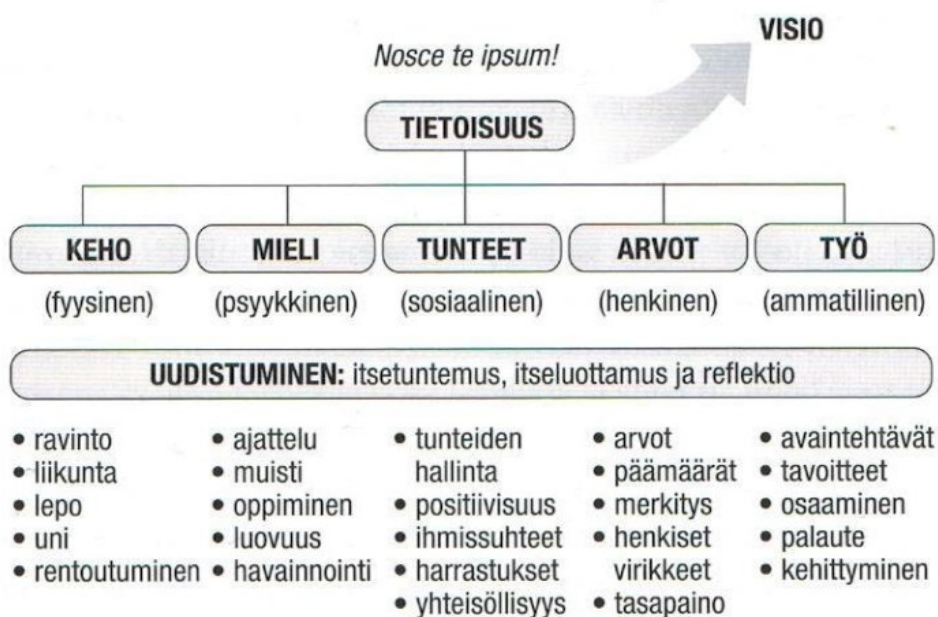 VISIO
Nosce te ipsum!
TIETOISUUS
KEHO
MIELI
TUNTEET
ARVOT
TYÖ
(fyysinen)
(psyykkinen)
(sosiaalinen)
(henkinen)
(ammatillinen)
UUDISTUMINEN: itsetuntemus, itseluottamus ja reflektio
• ravinto
• liikunta
• lepo
• uni
• rentoutuminen
• ajattelu
• muisti
• oppiminen
• luovuus
• havainnointi
• tunteiden
hallinta
• positiivisuus
• ihmissuhteet
• harrastukset
• yhteisöllisyys
• arvot
• päämäärät
• merkitys
• henkiset
virikkeet
• tasapaino
• avaintehtävät
• tavoitteet
• osaaminen
• palaute
• kehittyminen